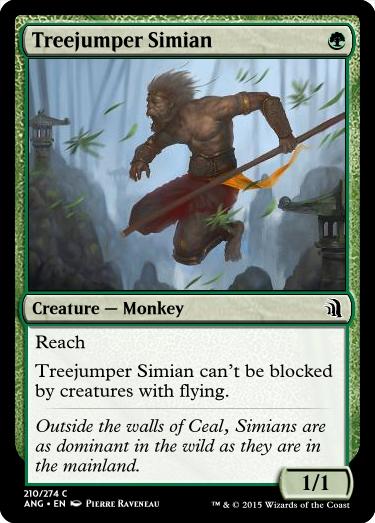 Treejumper Simian
Creature — Monkey
Reach
Treejumper Simian can't be blocked
by creatures with flying.
Outside the walls of Ceal, Simians are
as dominant in the wild as they are in
the mainland.
1/1
210/274 C
ANG • EN Pierre Raveneau
™ & © 2015 Wizards of the Coast